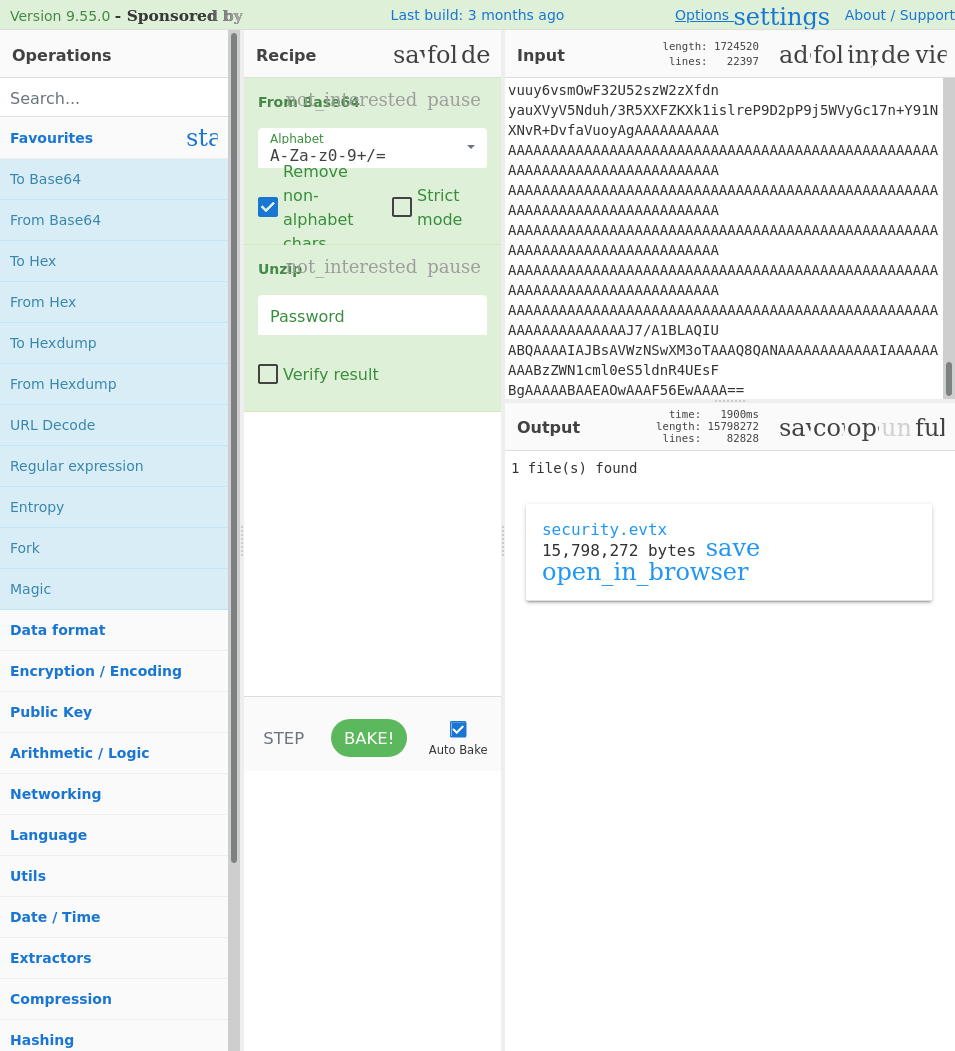 Version 9.55.0 - Sponsored by
Last build: 3 months ago
Options settings
About / Support
Operations
Search...
Favourites
sta
To Base64
From Base64
To Hex
From Hex
To Hexdump
From Hexdump
URL Decode
Regular expression
Entropy
Fork
Magic
Data format
Encryption / Encoding
Public Key
Arithmetic / Logic
Networking
Language
Utils
Date / Time
Extractors
Compression
Hashing
Recipe
sav fol de
From Base64
not_interested pause
Alphabet
A-Za-z0-9+/=
Remove
non-
alphabet
chars
Strict
mode
Unzip
not_interested pause
Password
Verify result
STEP
BAKE!
Auto Bake
Input
length: 1724520
lines: 22397
ad fol inp de vie
vuuy6vsmOwF32U52szW2zXfdn
yauXVyV5Nduh/3R5XXFZKXk1islreP9D2pP9j5WVyGc17n+Y91N
XNvR+DvfaVuoyAgAAAAAAAAAA
AAAAAAAAAAAAAAAAAAAAAAAAAAAAAAAAAAAAAAAAAAAAAAAAAAA
AAAAAAAAAAAAAAAAAAAAAAAAA
AAAAAAAAAAAAAAAAAAAAAAAAAAAAAAAAAAAAAAAAAAAAAAAAAAA
AAAAAAAAAAAAAAAAAAAAAAAAA
AAAAAAAAAAAAAAAAAAAAAAAAAAAAAAAAAAAAAAAAAAAAAAAAAAA
AAAAAAAAAAAAAAAAAAAAAAAAA
AAAAAAAAAAAAAAAAAAAAAAAAAAAAAAAAAAAAAAAAAAAAAAAAAAA
AAAAAAAAAAAAAAAAAAAAAAAAA
AAAAAAAAAAAAAAAAAAAAAAAAAAAAAAAAAAAAAAAAAAAAAAAAAAA
AAAAAAAAAAAAAAJ7/A1BLAQIU
ABQAAAAIAJBsAVWzNSwXM3oTAAAQ8QANAAAAAAAAAAAAIAAAAAA
AAABzZWN1cml0eS5ldnR4UEsF
BgAAAAABAAEAOwAAAF56EwAAAA==
Output
time: 1900ms
length: 15798272
lines: 82828
sav co op un ful
1 file(s) found
security.evtx
15,798,272 bytes save
open_in_browser